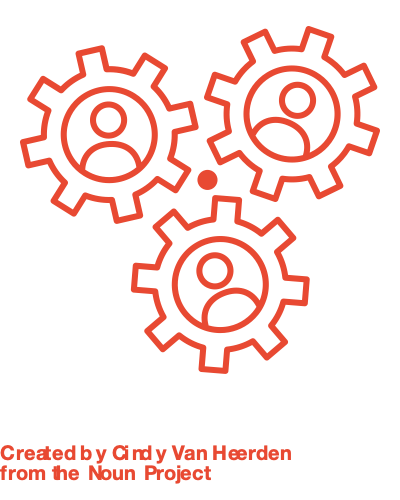 Created by Cindy Van Heerden
from the Noun Project